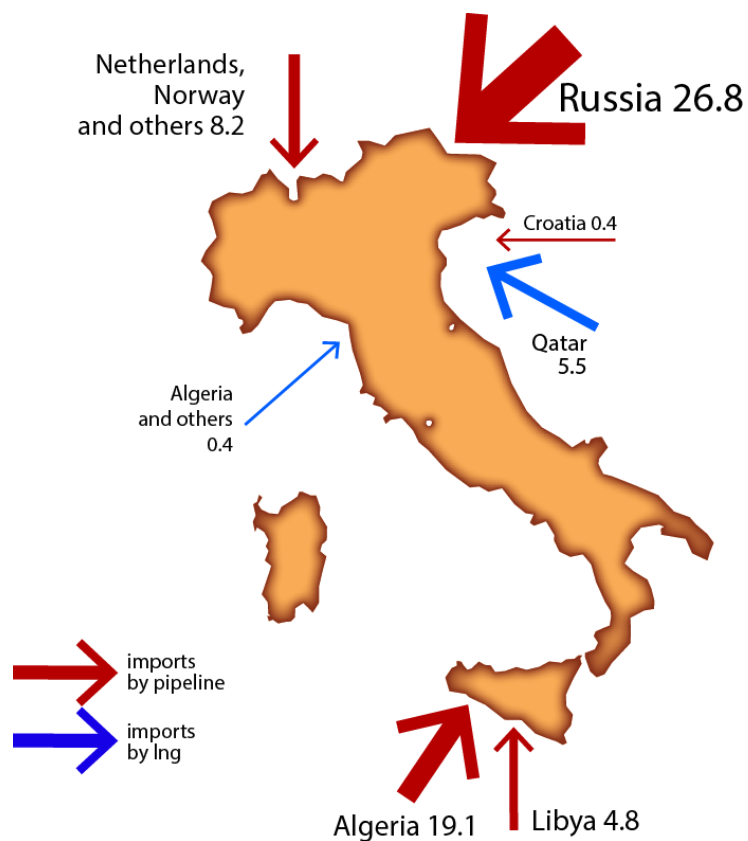 Netherlands,
Norway
and others 8.2
Russia 26.8
Croatia 0.4
Qatar
5.5
Algeria
and others
0.4
imports
by pipeline
imports
by lng
Algeria 19.1
Libya 4.8